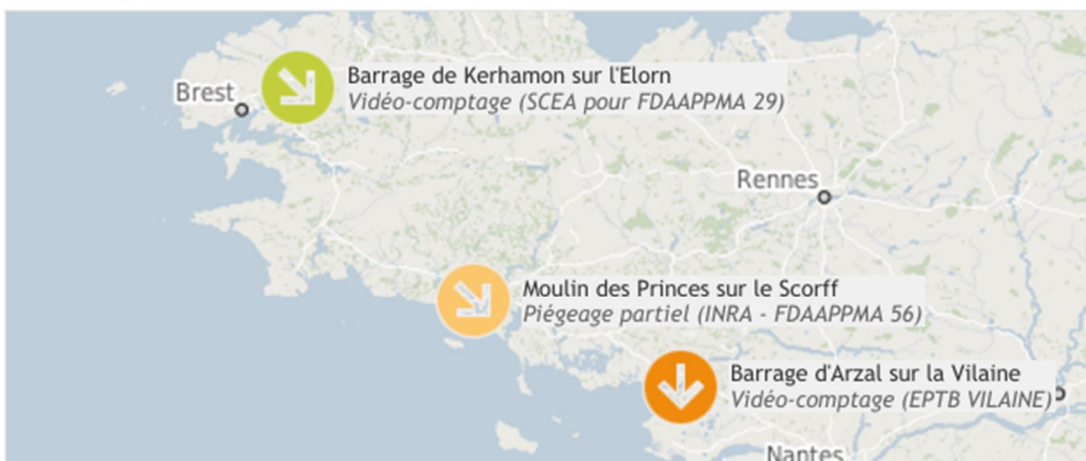 Barrage de Kerhamon sur l'Elorn
Brest
Vidéo-comptage (SCEA pour FDAAPPMA 29)
Rennes
Moulin des Princes sur le Scorff
Piégeage partiel (INRA - FDAAPPMA 56)
Barrage d'Arzal sur la Vilaine
Vidéo-comptage (EPTB VILAINE)
Nantes